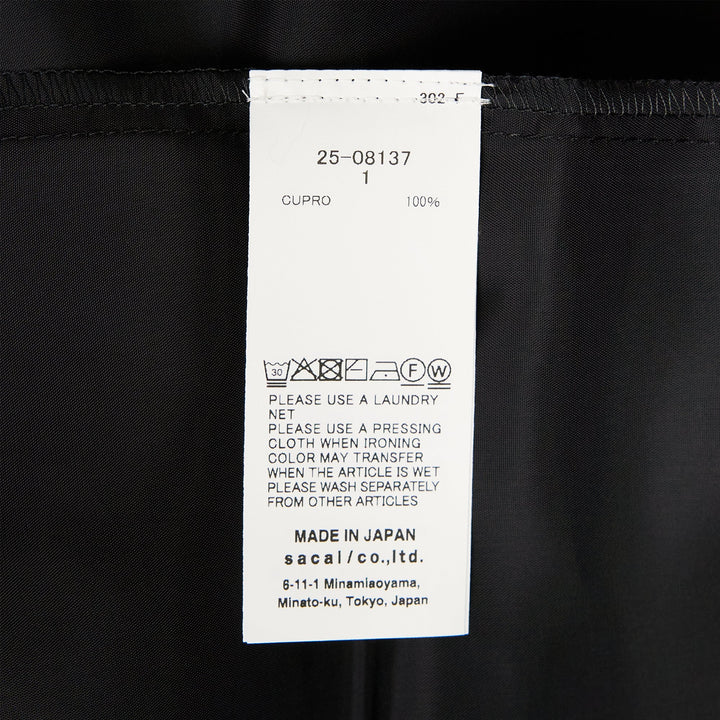 302 F
25-08137
1
CUPRO 100%
30 F W
PLEASE USE A LAUNDRY
NET
PLEASE USE A PRESSING
CLOTH WHEN IRONING
COLOR MAY TRANSFER
WHEN THE ARTICLE IS WET
PLEASE WASH SEPARATELY
FROM OTHER ARTICLES
MADE IN JAPAN
sacai/co.,ltd.
6-11-1 Minamiaoyama,
Minato-ku, Tokyo, Japan